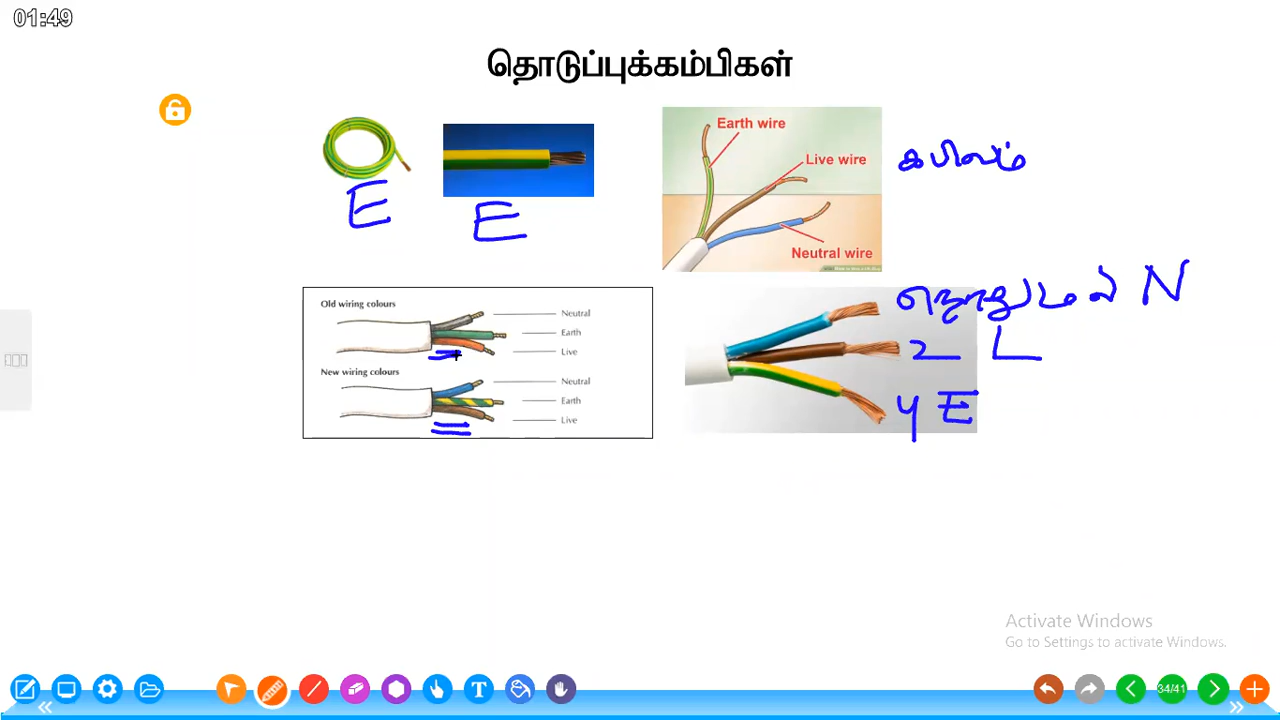 01:49
தொடுப்புக்கம்பிகள்
E
E
Earth wire
Live wire
Neutral wire
கபிலம்
Old wiring colours
Neutral
Earth
Live
New wiring colours
Neutral
Earth
Live
நொதுமல் N
உ L
பு E
Activate Windows
Go to Settings to activate Windows.
34/41